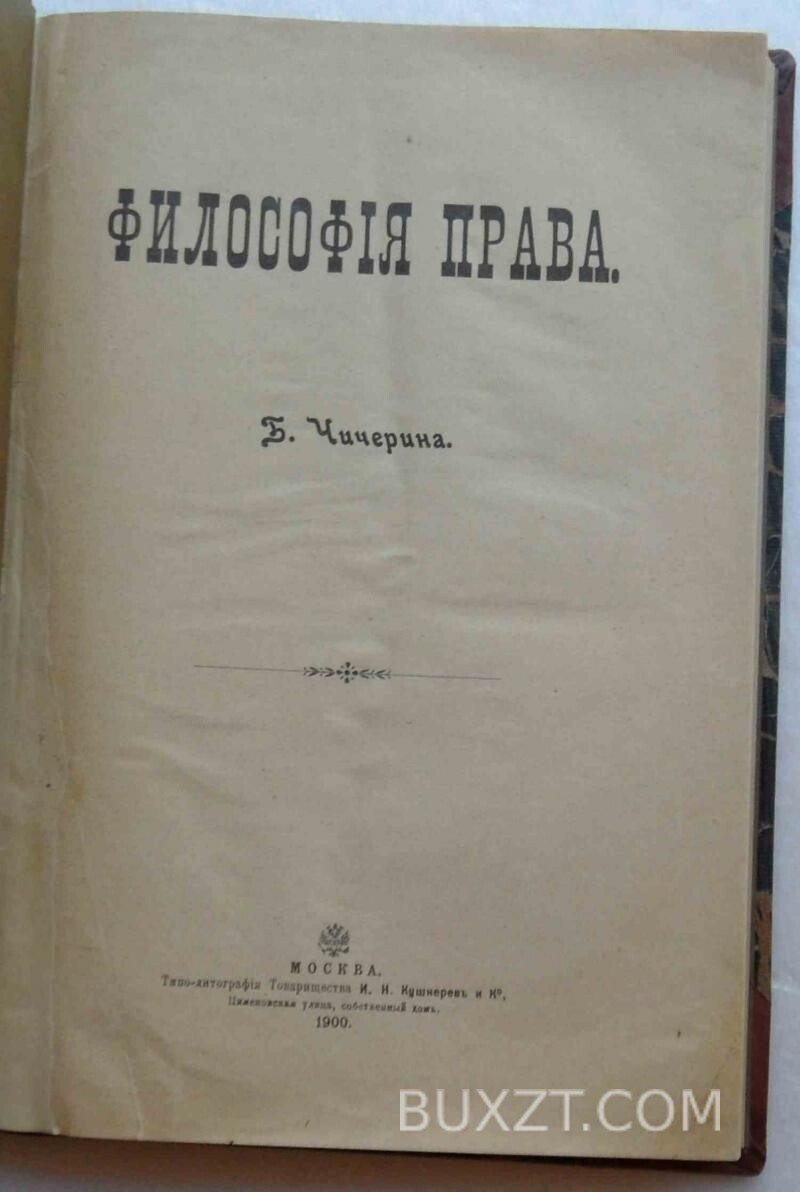 ФИЛОСОФІЯ ПРАВА.
Б. Чичерина.
МОСКВА.
Типо-литографія Товарищества И. Н. Кушнеревъ и Кº,
Пименовская улица, собственный домъ.
1900.
BUXZT.COM